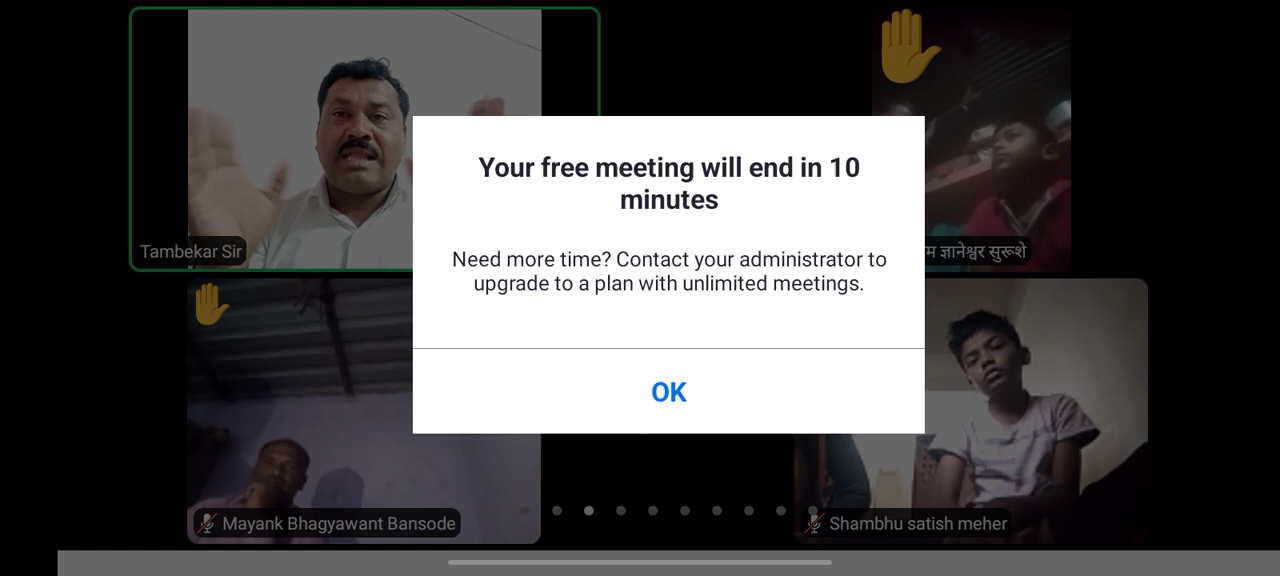 Your free meeting will end in 10
minutes
Need more time? Contact your administrator to
upgrade to a plan with unlimited meetings.
OK
Tambekar Sir
ज्ञानेश्वर सुरूशे
Mayank Bhagyawant Bansode
Shambhu satish meher